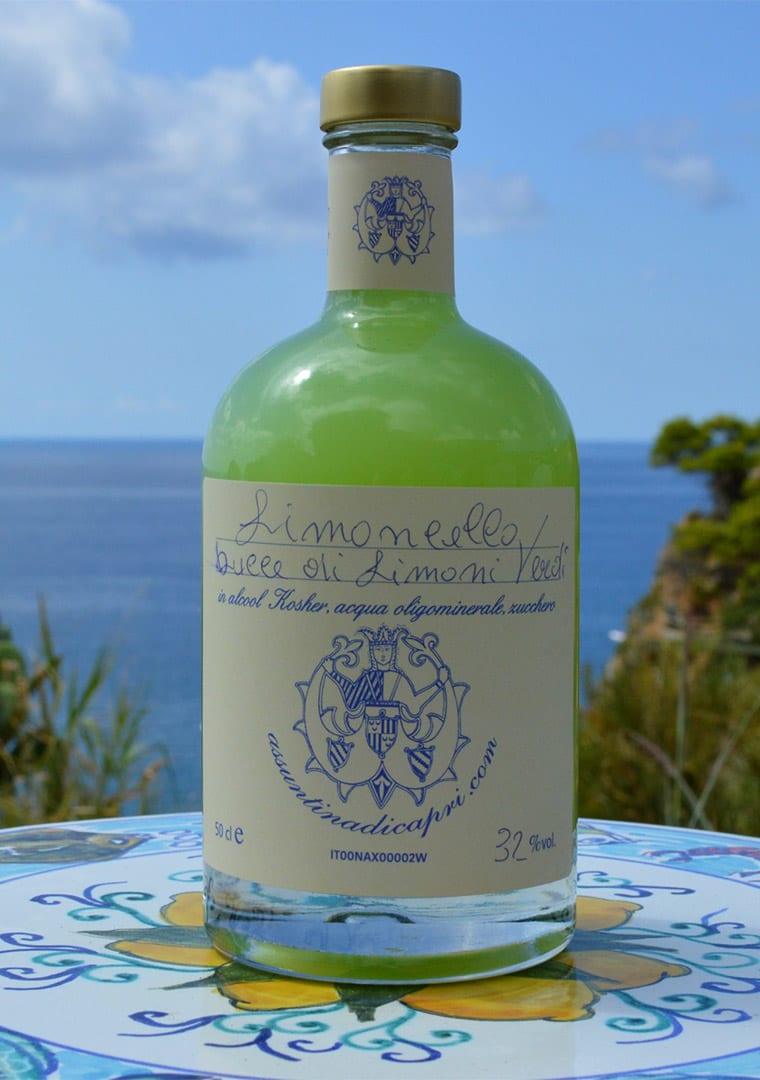 Limoncello
bucce di Limoni Verdi
in alcool Kosher, acqua oligominerale, zucchero
assuntinadicapri.com
50 cl e
32 %vol.
IT00NAX00002W